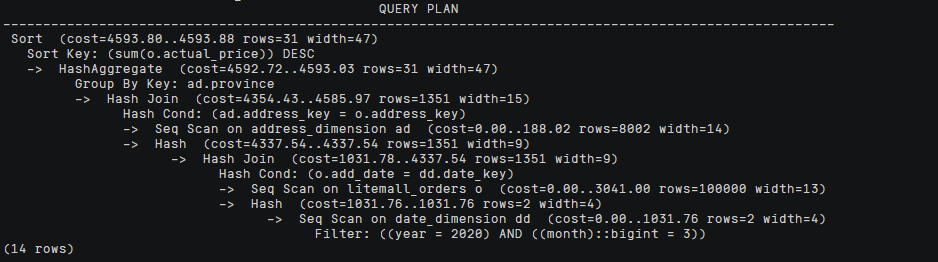 QUERY PLAN
--------------------------------------------------------------------------------------------------------
Sort  (cost=4593.80..4593.88 rows=31 width=47)
  Sort Key: (sum(o.actual_price)) DESC
  ->  HashAggregate  (cost=4592.72..4593.03 rows=31 width=47)
        Group By Key: ad.province
        ->  Hash Join  (cost=4354.43..4585.97 rows=1351 width=15)
              Hash Cond: (ad.address_key = o.address_key)
              ->  Seq Scan on address_dimension ad  (cost=0.00..188.02 rows=8002 width=14)
              ->  Hash  (cost=4337.54..4337.54 rows=1351 width=9)
                    ->  Hash Join  (cost=1031.78..4337.54 rows=1351 width=9)
                          Hash Cond: (o.add_date = dd.date_key)
                          ->  Seq Scan on litemall_orders o  (cost=0.00..3041.00 rows=100000 width=13)
                          ->  Hash  (cost=1031.76..1031.76 rows=2 width=4)
                                ->  Seq Scan on date_dimension dd  (cost=0.00..1031.76 rows=2 width=4)
                                      Filter: ((year = 2020) AND ((month)::bigint = 3))
(14 rows)